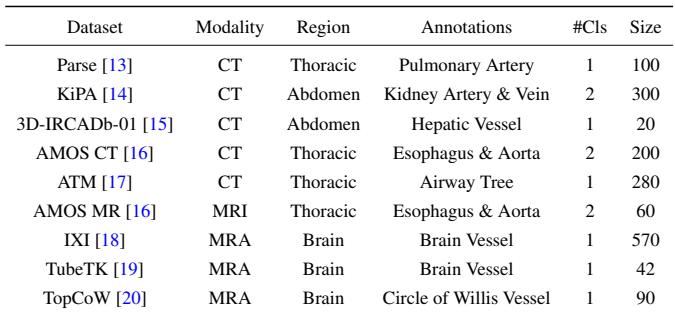 Dataset Modality Region Annotations #Cls Size
Parse [13] CT Thoracic Pulmonary Artery 1 100
KiPA [14] CT Abdomen Kidney Artery & Vein 2 300
3D-IRCADb-01 [15] CT Abdomen Hepatic Vessel 1 20
AMOS CT [16] CT Thoracic Esophagus & Aorta 2 200
ATM [17] CT Thoracic Airway Tree 1 280
AMOS MR [16] MRI Thoracic Esophagus & Aorta 2 60
IXI [18] MRA Brain Brain Vessel 1 570
TubeTK [19] MRA Brain Brain Vessel 1 42
TopCoW [20] MRA Brain Circle of Willis Vessel 1 90